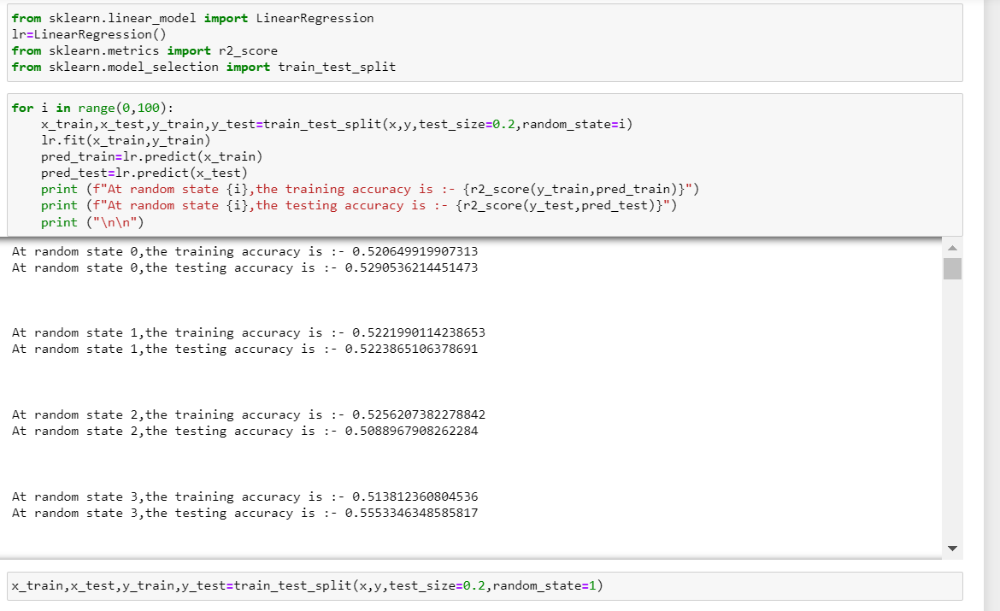 from sklearn.linear_model import LinearRegression
lr=LinearRegression()
from sklearn.metrics import r2_score
from sklearn.model_selection import train_test_split
for i in range(0,100):
    x_train,x_test,y_train,y_test=train_test_split(x,y,test_size=0.2,random_state=i)
    lr.fit(x_train,y_train)
    pred_train=lr.predict(x_train)
    pred_test=lr.predict(x_test)
    print (f"At random state {i},the training accuracy is :- {r2_score(y_train,pred_train)}")
    print (f"At random state {i},the testing accuracy is :- {r2_score(y_test,pred_test)}")
    print ("\n\n")
At random state 0,the training accuracy is :- 0.520649919907313
At random state 0,the testing accuracy is :- 0.5290536214451473
At random state 1,the training accuracy is :- 0.5221990114238653
At random state 1,the testing accuracy is :- 0.5223865106378691
At random state 2,the training accuracy is :- 0.5256207382278842
At random state 2,the testing accuracy is :- 0.5088967908262284
At random state 3,the training accuracy is :- 0.513812360804536
At random state 3,the testing accuracy is :- 0.5553346348585817
x_train,x_test,y_train,y_test=train_test_split(x,y,test_size=0.2,random_state=1)